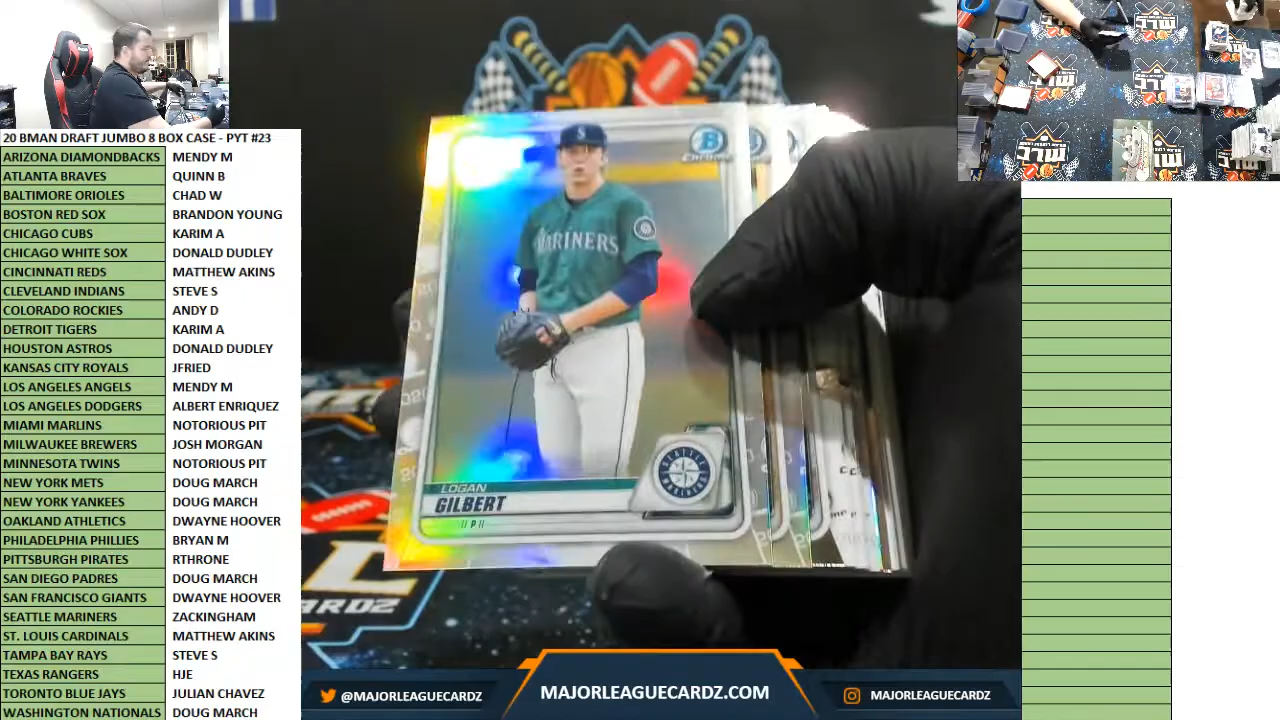 20 BMAN DRAFT JUMBO 8 BOX CASE - PYT #23
ARIZONA DIAMONDBACKS MENDY M
ATLANTA BRAVES QUINN B
BALTIMORE ORIOLES CHAD W
BOSTON RED SOX BRANDON YOUNG
CHICAGO CUBS KARIM A
CHICAGO WHITE SOX DONALD DUDLEY
CINCINNATI REDS MATTHEW AKINS
CLEVELAND INDIANS STEVE S
COLORADO ROCKIES ANDY D
DETROIT TIGERS KARIM A
HOUSTON ASTROS DONALD DUDLEY
KANSAS CITY ROYALS JFRIED
LOS ANGELES ANGELS MENDY M
LOS ANGELES DODGERS ALBERT ENRIQUEZ
MIAMI MARLINS NOTORIOUS PIT
MILWAUKEE BREWERS JOSH MORGAN
MINNESOTA TWINS NOTORIOUS PIT
NEW YORK METS DOUG MARCH
NEW YORK YANKEES DOUG MARCH
OAKLAND ATHLETICS DWAYNE HOOVER
PHILADELPHIA PHILLIES BRYAN M
PITTSBURGH PIRATES RTHRONE
SAN DIEGO PADRES DOUG MARCH
SAN FRANCISCO GIANTS DWAYNE HOOVER
SEATTLE MARINERS ZACKINGHAM
ST. LOUIS CARDINALS MATTHEW AKINS
TAMPA BAY RAYS STEVE S
TEXAS RANGERS HJE
TORONTO BLUE JAYS JULIAN CHAVEZ
WASHINGTON NATIONALS DOUG MARCH
B
CHROME
S
MARINERS
LOGAN
GILBERT
P
SEATTLE
MARINERS
CARDZ
@MAJORLEAGUECARDZ
MAJORLEAGUECARDZ.COM
MAJORLEAGUECARDZ